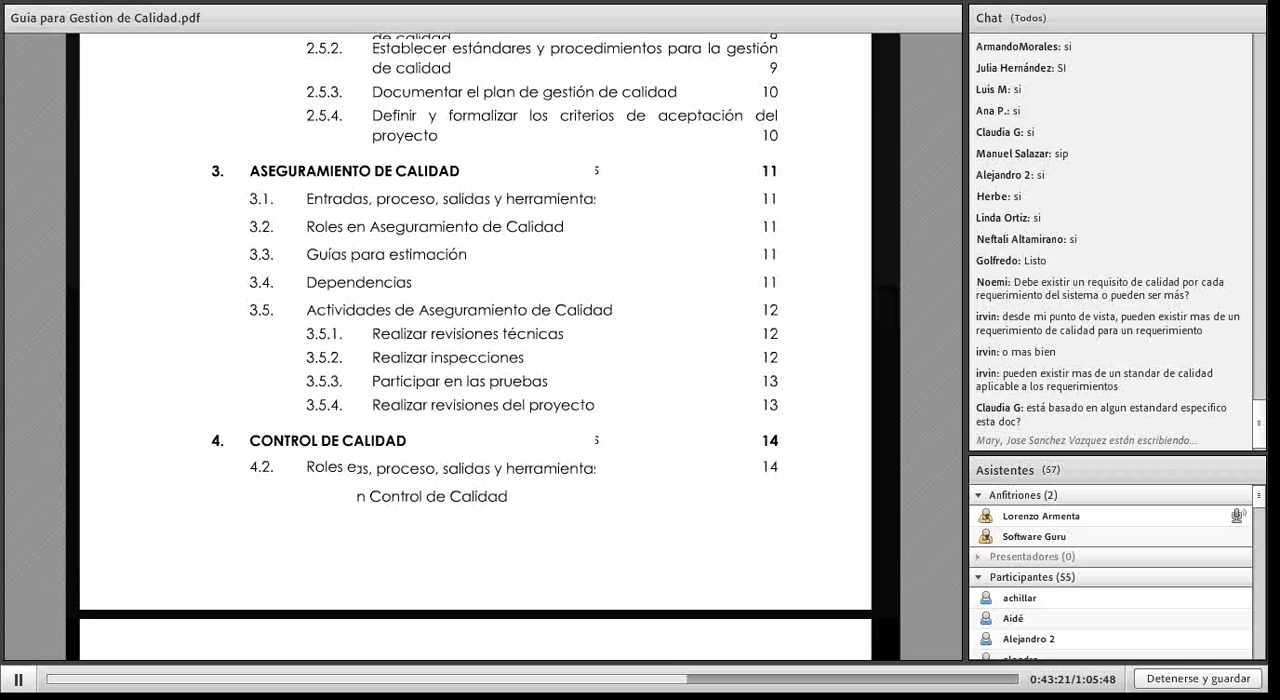 Guia para Gestion de Calidad.pdf
de calidad 9
2.5.2. Establecer estándares y procedimientos para la gestión
de calidad 9
2.5.3. Documentar el plan de gestión de calidad 10
2.5.4. Definir y formalizar los criterios de aceptación del
proyecto 10
3. ASEGURAMIENTO DE CALIDAD s 11
3.1. Entradas, proceso, salidas y herramientas 11
3.2. Roles en Aseguramiento de Calidad 11
3.3. Guías para estimación 11
3.4. Dependencias 11
3.5. Actividades de Aseguramiento de Calidad 12
3.5.1. Realizar revisiones técnicas 12
3.5.2. Realizar inspecciones 12
3.5.3. Participar en las pruebas 13
3.5.4. Realizar revisiones del proyecto 13
4. CONTROL DE CALIDAD s 14
4.2. Roles e s, proceso, salidas y herramientas 14
n Control de Calidad
Chat (Todos)
ArmandoMorales: si
Julia Hernández: SI
Luis M: si
Ana P.: si
Claudia G: si
Manuel Salazar: sip
Alejandro 2: si
Herbe: si
Linda Ortiz: si
Neftali Altamirano: si
Golfredo: Listo
Noemi: Debe existir un requisito de calidad por cada
requerimiento del sistema o pueden ser más?
irvin: desde mi punto de vista, pueden existir mas de un
requerimiento de calidad para un requerimiento
irvin: o mas bien
irvin: pueden existir mas de un standar de calidad
aplicable a los requerimientos
Claudia G: está basado en algun estandard especifico
esta doc?
Mary, Jose Sanchez Vazquez están escribiendo...
Asistentes (57)
Anfitriones (2)
Lorenzo Armenta
Software Guru
Presentadores (0)
Participantes (55)
achillar
Aidé
Alejandro 2
0:43:21/1:05:48
Detenerse y guardar